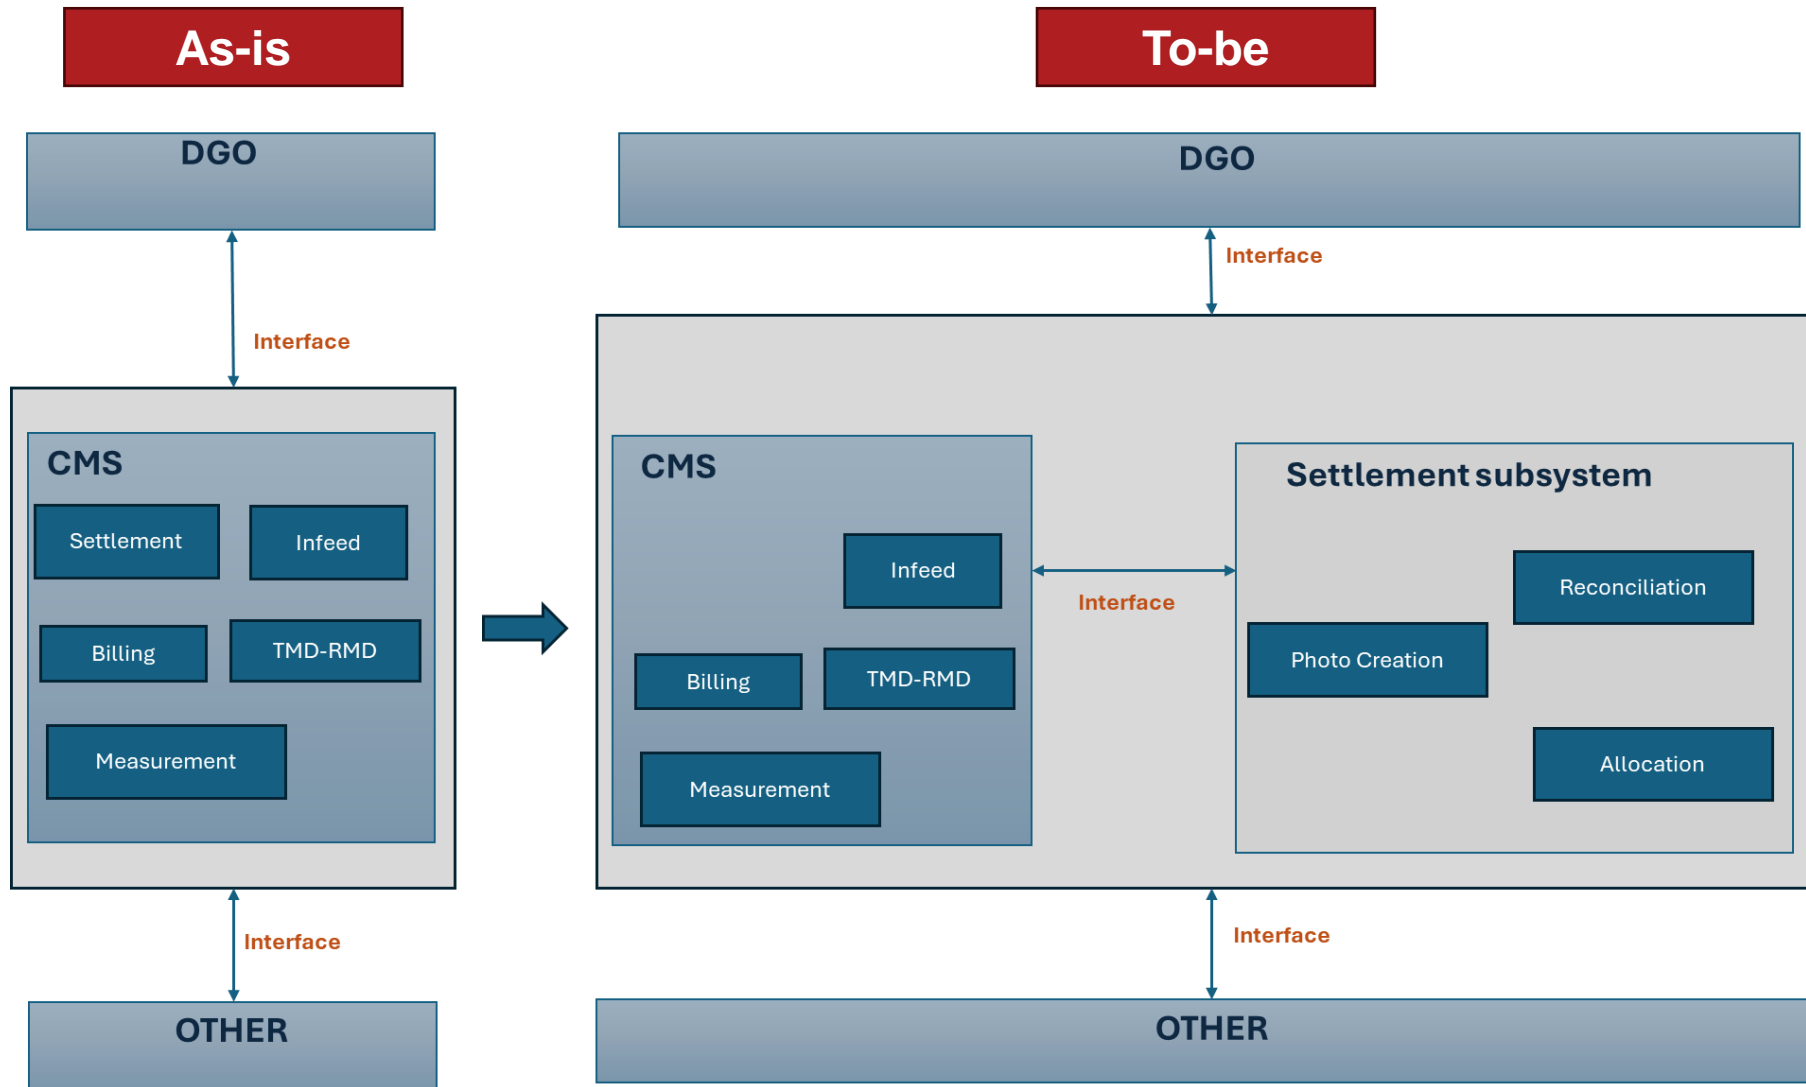 As-is
DGO
Interface
CMS
Settlement
Infeed
Billing
TMD-RMD
Measurement
Interface
OTHER
To-be
DGO
Interface
CMS
Infeed
Billing
TMD-RMD
Measurement
Interface
Settlement subsystem
Reconciliation
Photo Creation
Allocation
Interface
OTHER